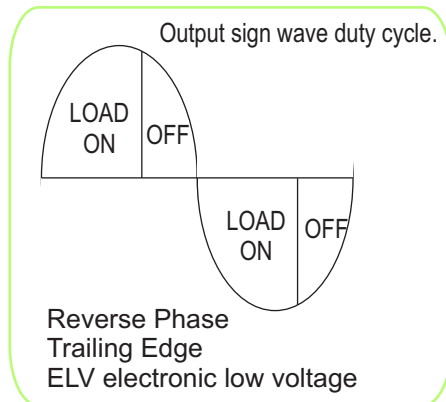 Output sign wave duty cycle.
LOAD
ON
OFF
LOAD
ON
OFF
Reverse Phase
Trailing Edge
ELV electronic low voltage